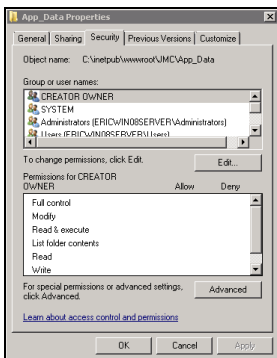 App_Data Properties
General Sharing Security Previous Versions Customize
Object name: C:\inetpub\wwwroot\JMC\App_Data
Group or user names:
CREATOR OWNER
SYSTEM
Administrators (ERICWIN08SERVER\Administrators)
Users (ERICWIN08SERVER\Users)
To change permissions, click Edit.
Edit...
Permissions for CREATOR
OWNER Allow Deny
Full control
Modify
Read & execute
List folder contents
Read
Write
For special permissions or advanced settings,
click Advanced.
Advanced
Learn about access control and permissions
OK Cancel Apply